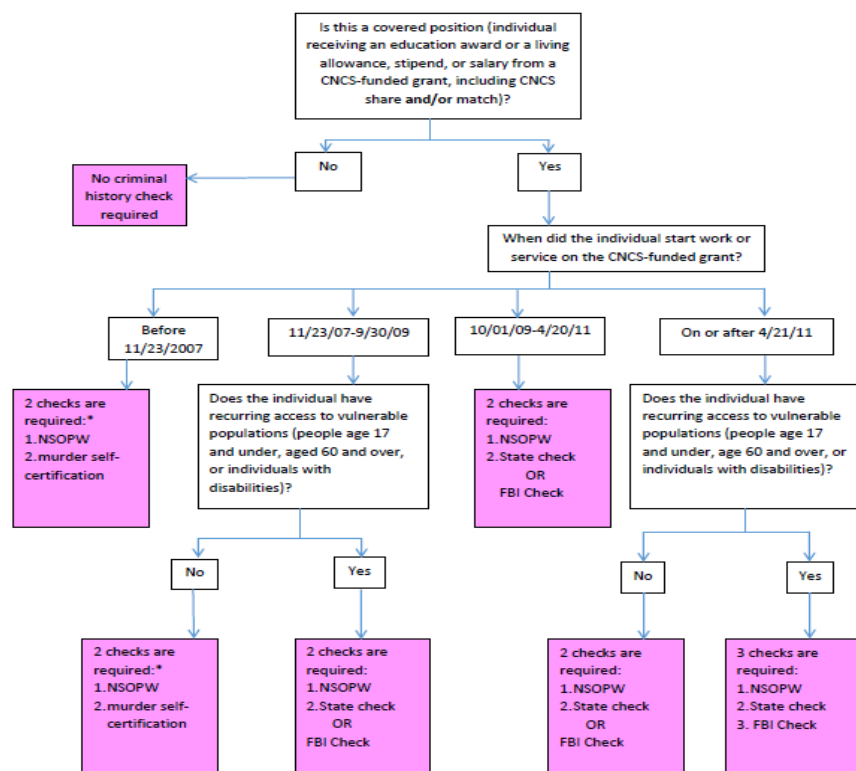 Is this a covered position (individual
receiving an education award or a living
allowance, stipend, or salary from a
CNCS-funded grant, including CNCS
share and/or match)?
No
Yes
No criminal
history check
required
When did the individual start work or
service on the CNCS-funded grant?
Before
11/23/2007
11/23/07-9/30/09
10/01/09-4/20/11
On or after 4/21/11
2 checks are
required:*
1.NSOPW
2.murder self-
certification
Does the individual have
recurring access to vulnerable
populations (people age 17
and under, aged 60 and over,
or individuals with
disabilities)?
2 checks are
required:
1.NSOPW
2.State check
OR
FBI Check
Does the individual have
recurring access to vulnerable
populations (people age 17
and under, age 60 and over, or
individuals with disabilities)?
No
Yes
No
Yes
2 checks are
required:*
1.NSOPW
2.murder self-
certification
2 checks are
required:
1.NSOPW
2.State check
OR
FBI Check
2 checks are
required:
1.NSOPW
2.State check
OR
FBI Check
3 checks are
required:
1.NSOPW
2.State check
3. FBI Check